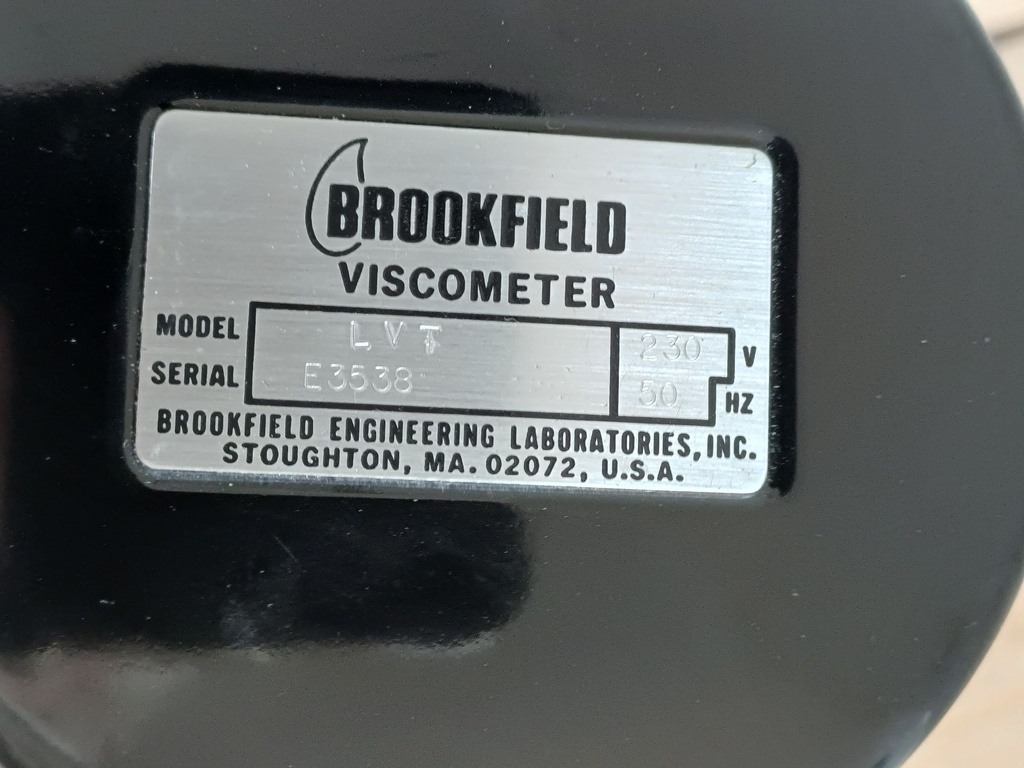 BROOKFIELD
VISCOMETER
MODEL LVT 230 V
SERIAL E3538 50 HZ
BROOKFIELD ENGINEERING LABORATORIES, INC.
STOUGHTON, MA. 02072, U.S.A.